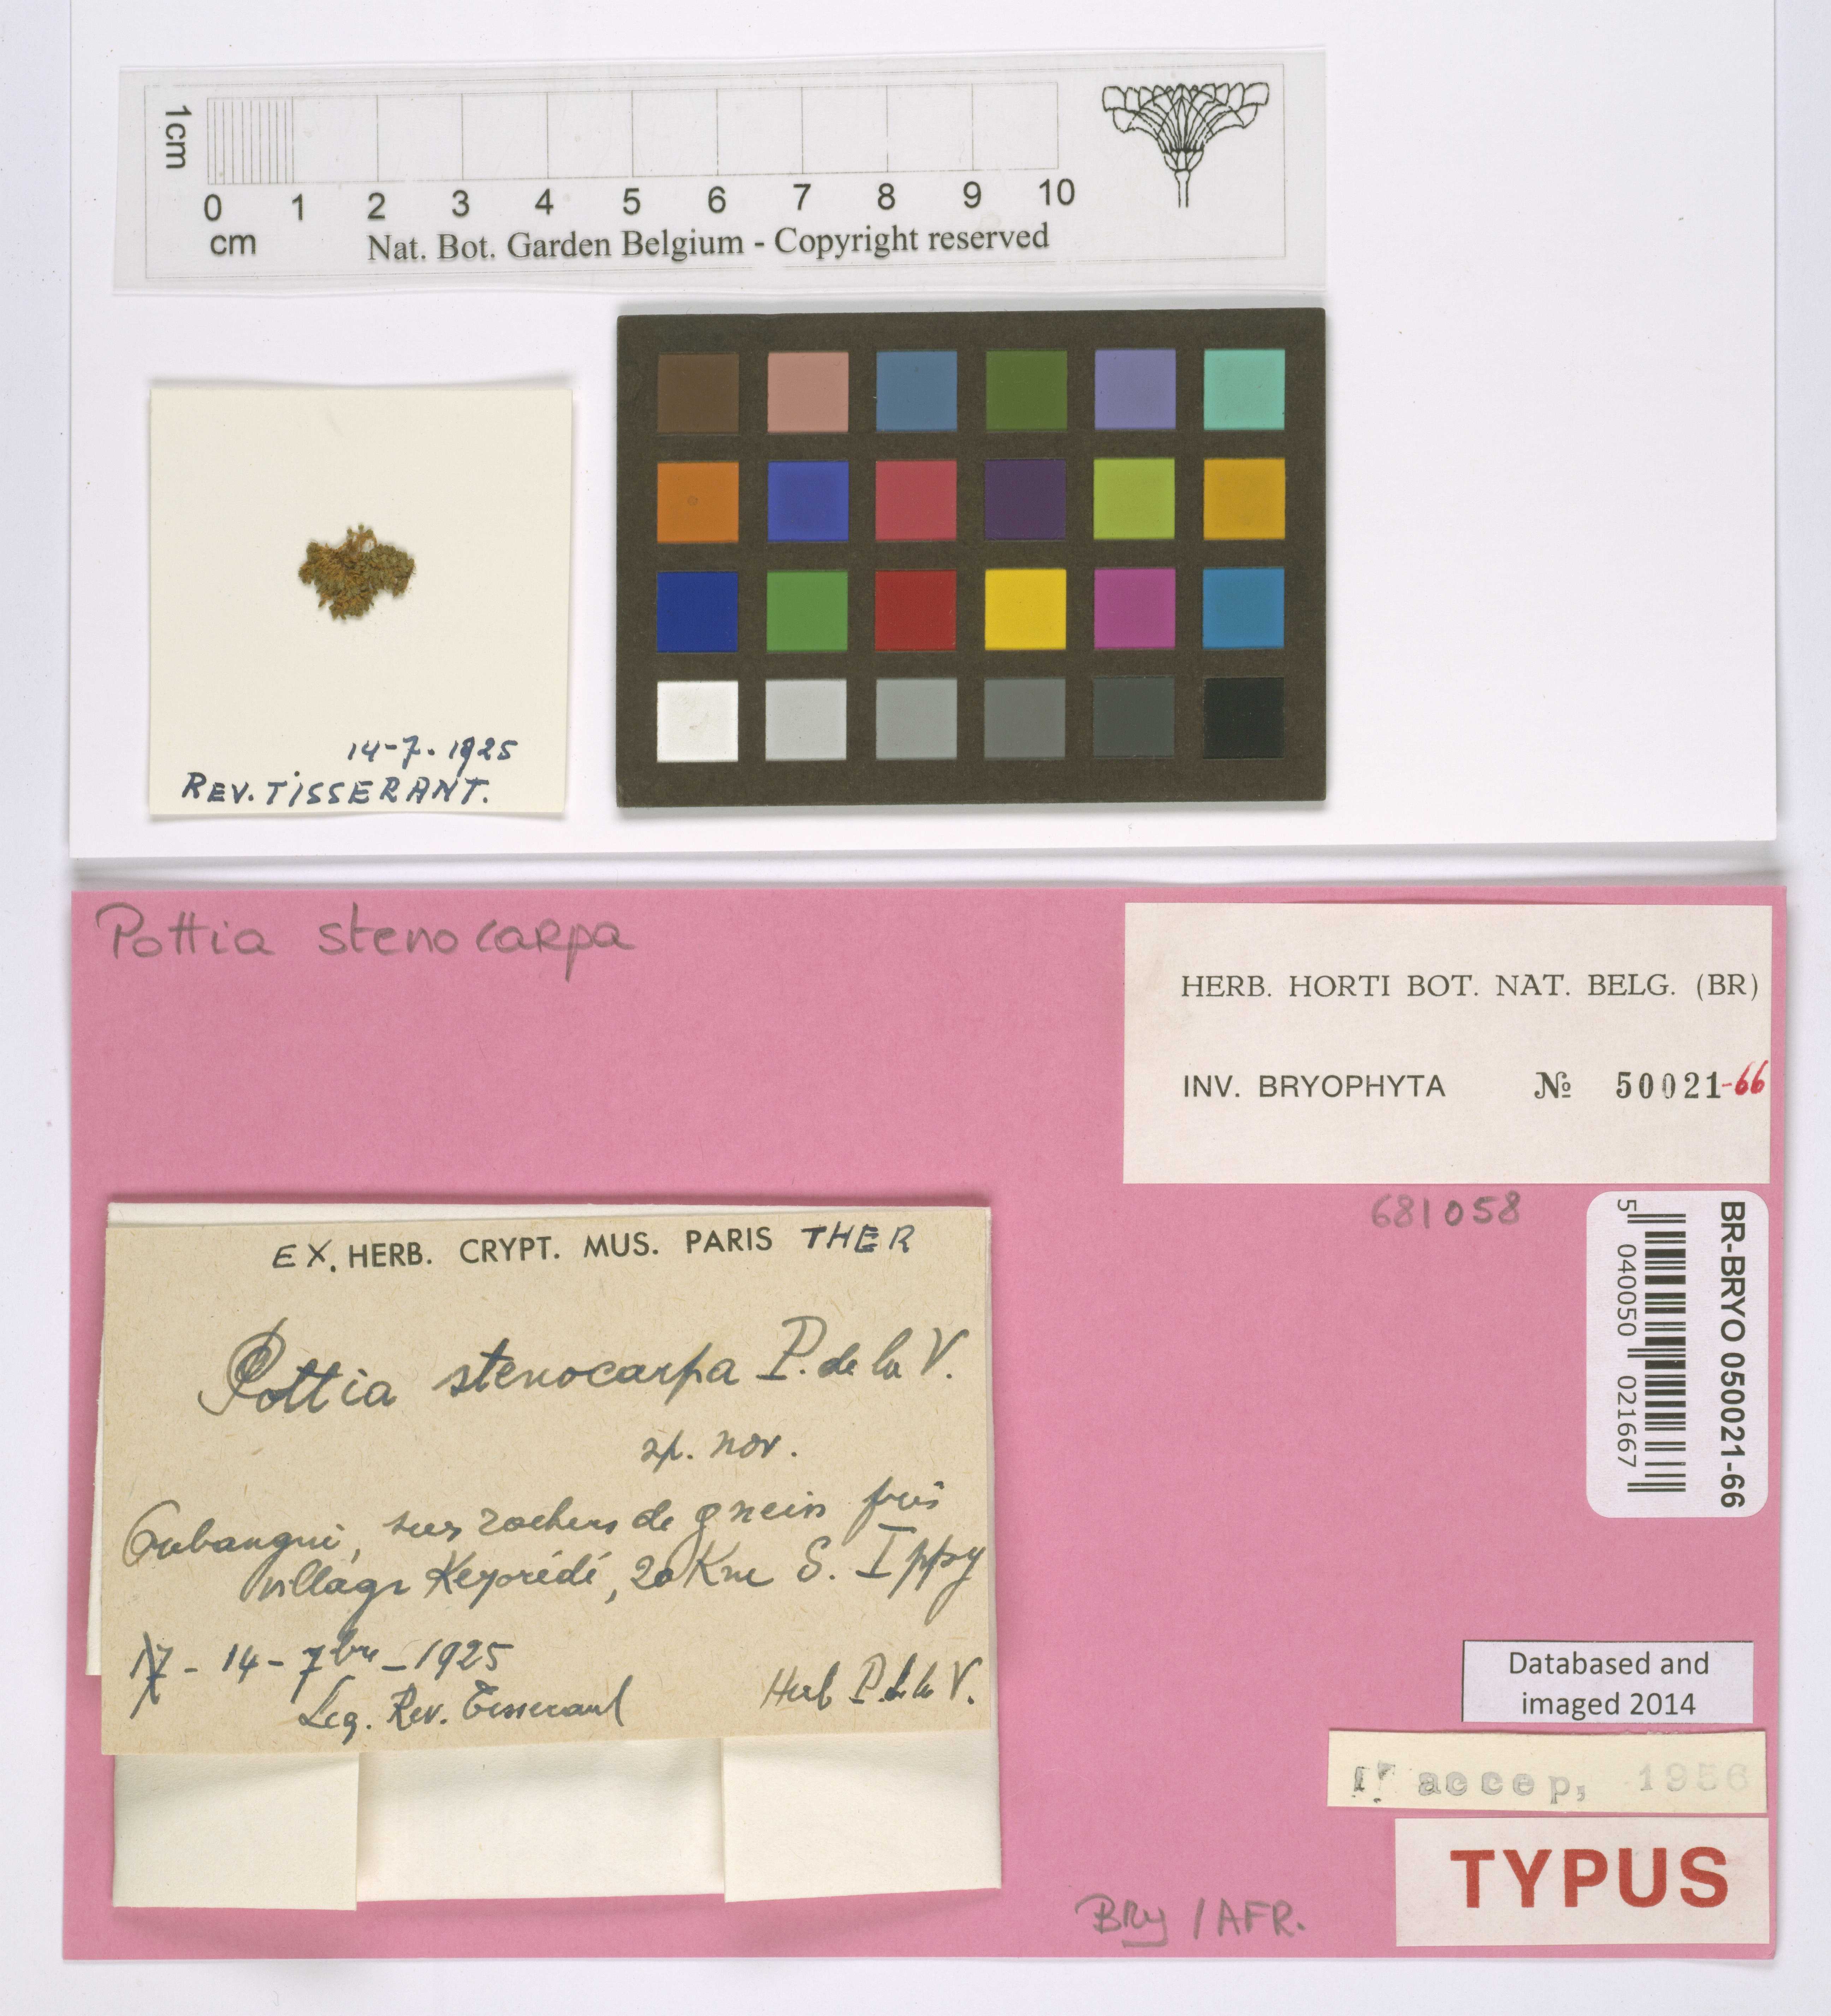 1cm
0 1 2 3 4 5 6 7 8 9 10
cm
Nat. Bot. Garden Belgium - Copyright reserved
14-7-1925
REV. TISSERANT.
Pottia stenocarpa
HERB. HORTI BOT. NAT. BELG. (BR)
INV. BRYOPHYTA № 50021-66
681058
BR-BRYO 050021-66
5 040050 021667
EX. HERB. CRYPT. MUS. PARIS THER
Pottia stenocarpa P. de la V.
sp. nov.
Oubangui, sur rochers de gneiss près
village Keyorédé, 20 Km S. Ippy
14-7bre-1925
Leg. Rev. Tisserant
Herb P. de la V.
Databased and
imaged 2014
accep, 1956
TYPUS
Bry / AFR.